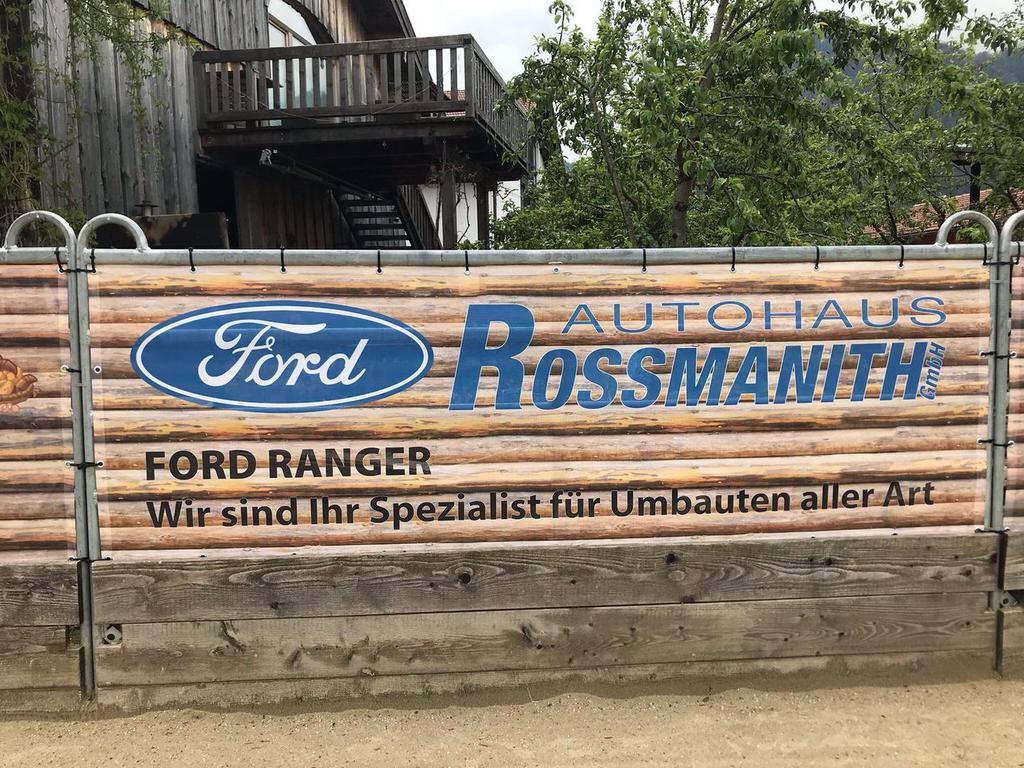 Ford
AUTOHAUS
ROSSMANITH GmbH
FORD RANGER
Wir sind Ihr Spezialist für Umbauten aller Art